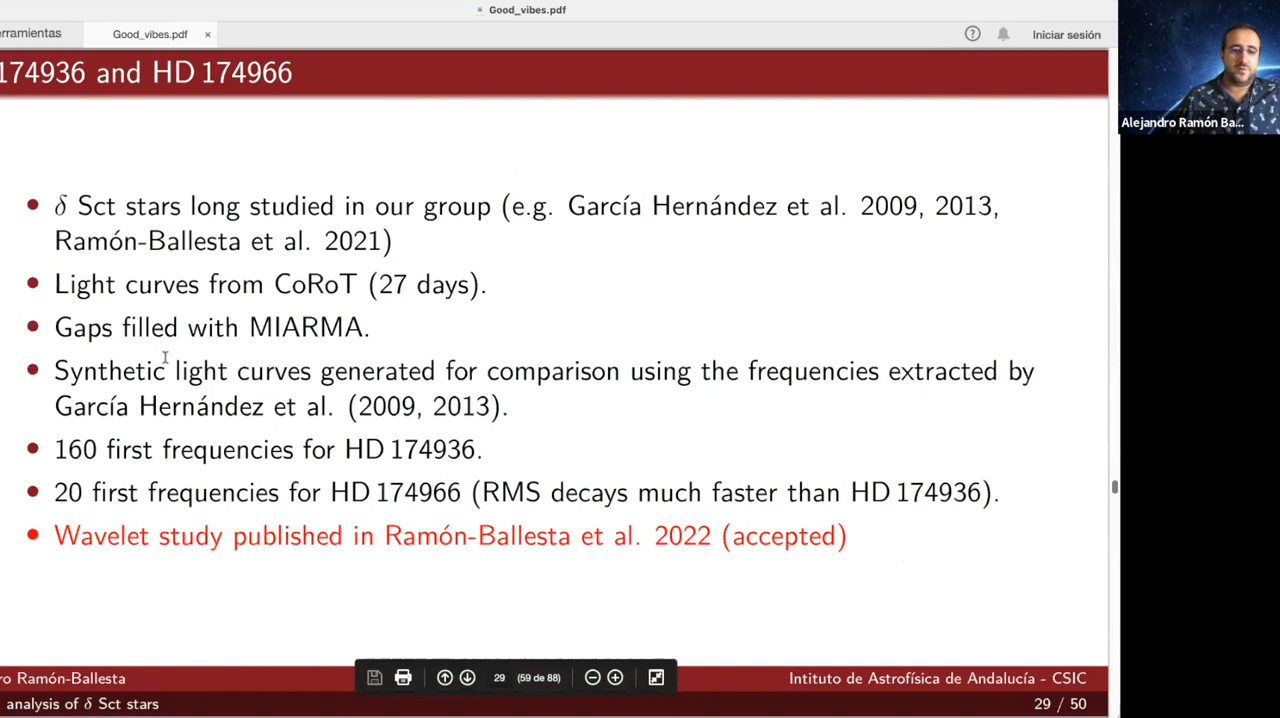 Good_vibes.pdf
erramientas
Good_vibes.pdf ×
Iniciar sesión
174936 and HD 174966
Alejandro Ramón Ba...
• δ Sct stars long studied in our group (e.g. García Hernández et al. 2009, 2013,
Ramón-Ballesta et al. 2021)
• Light curves from CoRoT (27 days).
• Gaps filled with MIARMA.
• Synthetic light curves generated for comparison using the frequencies extracted by
García Hernández et al. (2009, 2013).
• 160 first frequencies for HD 174936.
• 20 first frequencies for HD 174966 (RMS decays much faster than HD 174936).
• Wavelet study published in Ramón-Ballesta et al. 2022 (accepted)
29 (59 de 88)
ro Ramón-Ballesta
Intituto de Astrofísica de Andalucía - CSIC
analysis of δ Sct stars
29 / 50